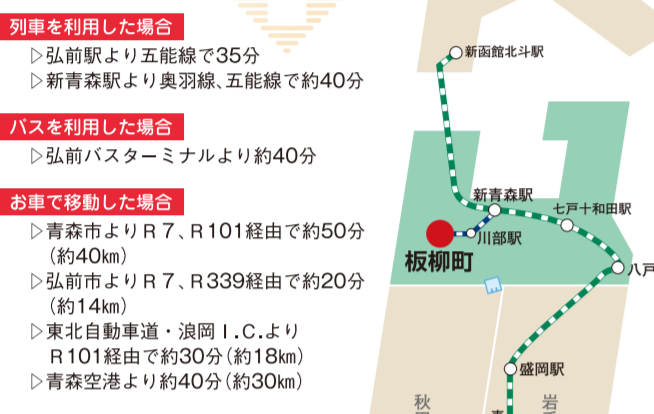 列車を利用した場合
▷弘前駅より五能線で35分
▷新青森駅より奥羽線、五能線で約40分
バスを利用した場合
▷弘前バスターミナルより約40分
お車で移動した場合
▷青森市よりR7、R101経由で約50分
（約40㎞）
▷弘前市よりR7、R339経由で約20分
（約14㎞）
▷東北自動車道・浪岡I.C.より
R101経由で約30分（約18㎞）
▷青森空港より約40分（約30㎞）
新函館北斗駅
新青森駅
七戸十和田駅
川部駅
板柳町
八戸
盛岡駅
秋
岩